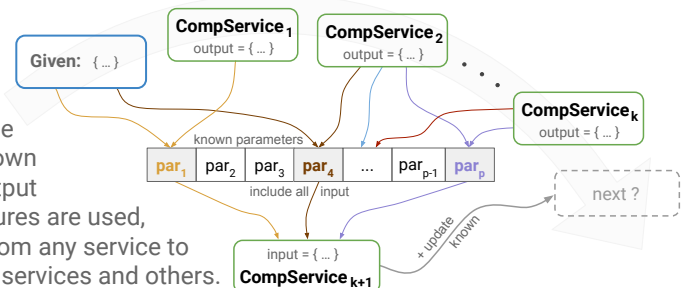 CompService1
output = { ... }
CompService2
output = { ... }
Given: { ... }
CompServicek
output = { ... }
known parameters
par1 par2 par3 par4 ... parp-1 parp
include all input
next ?
+ update
known
input = { ... }
CompServicek+1
own
tput
ures are used,
om any service to
services and others.